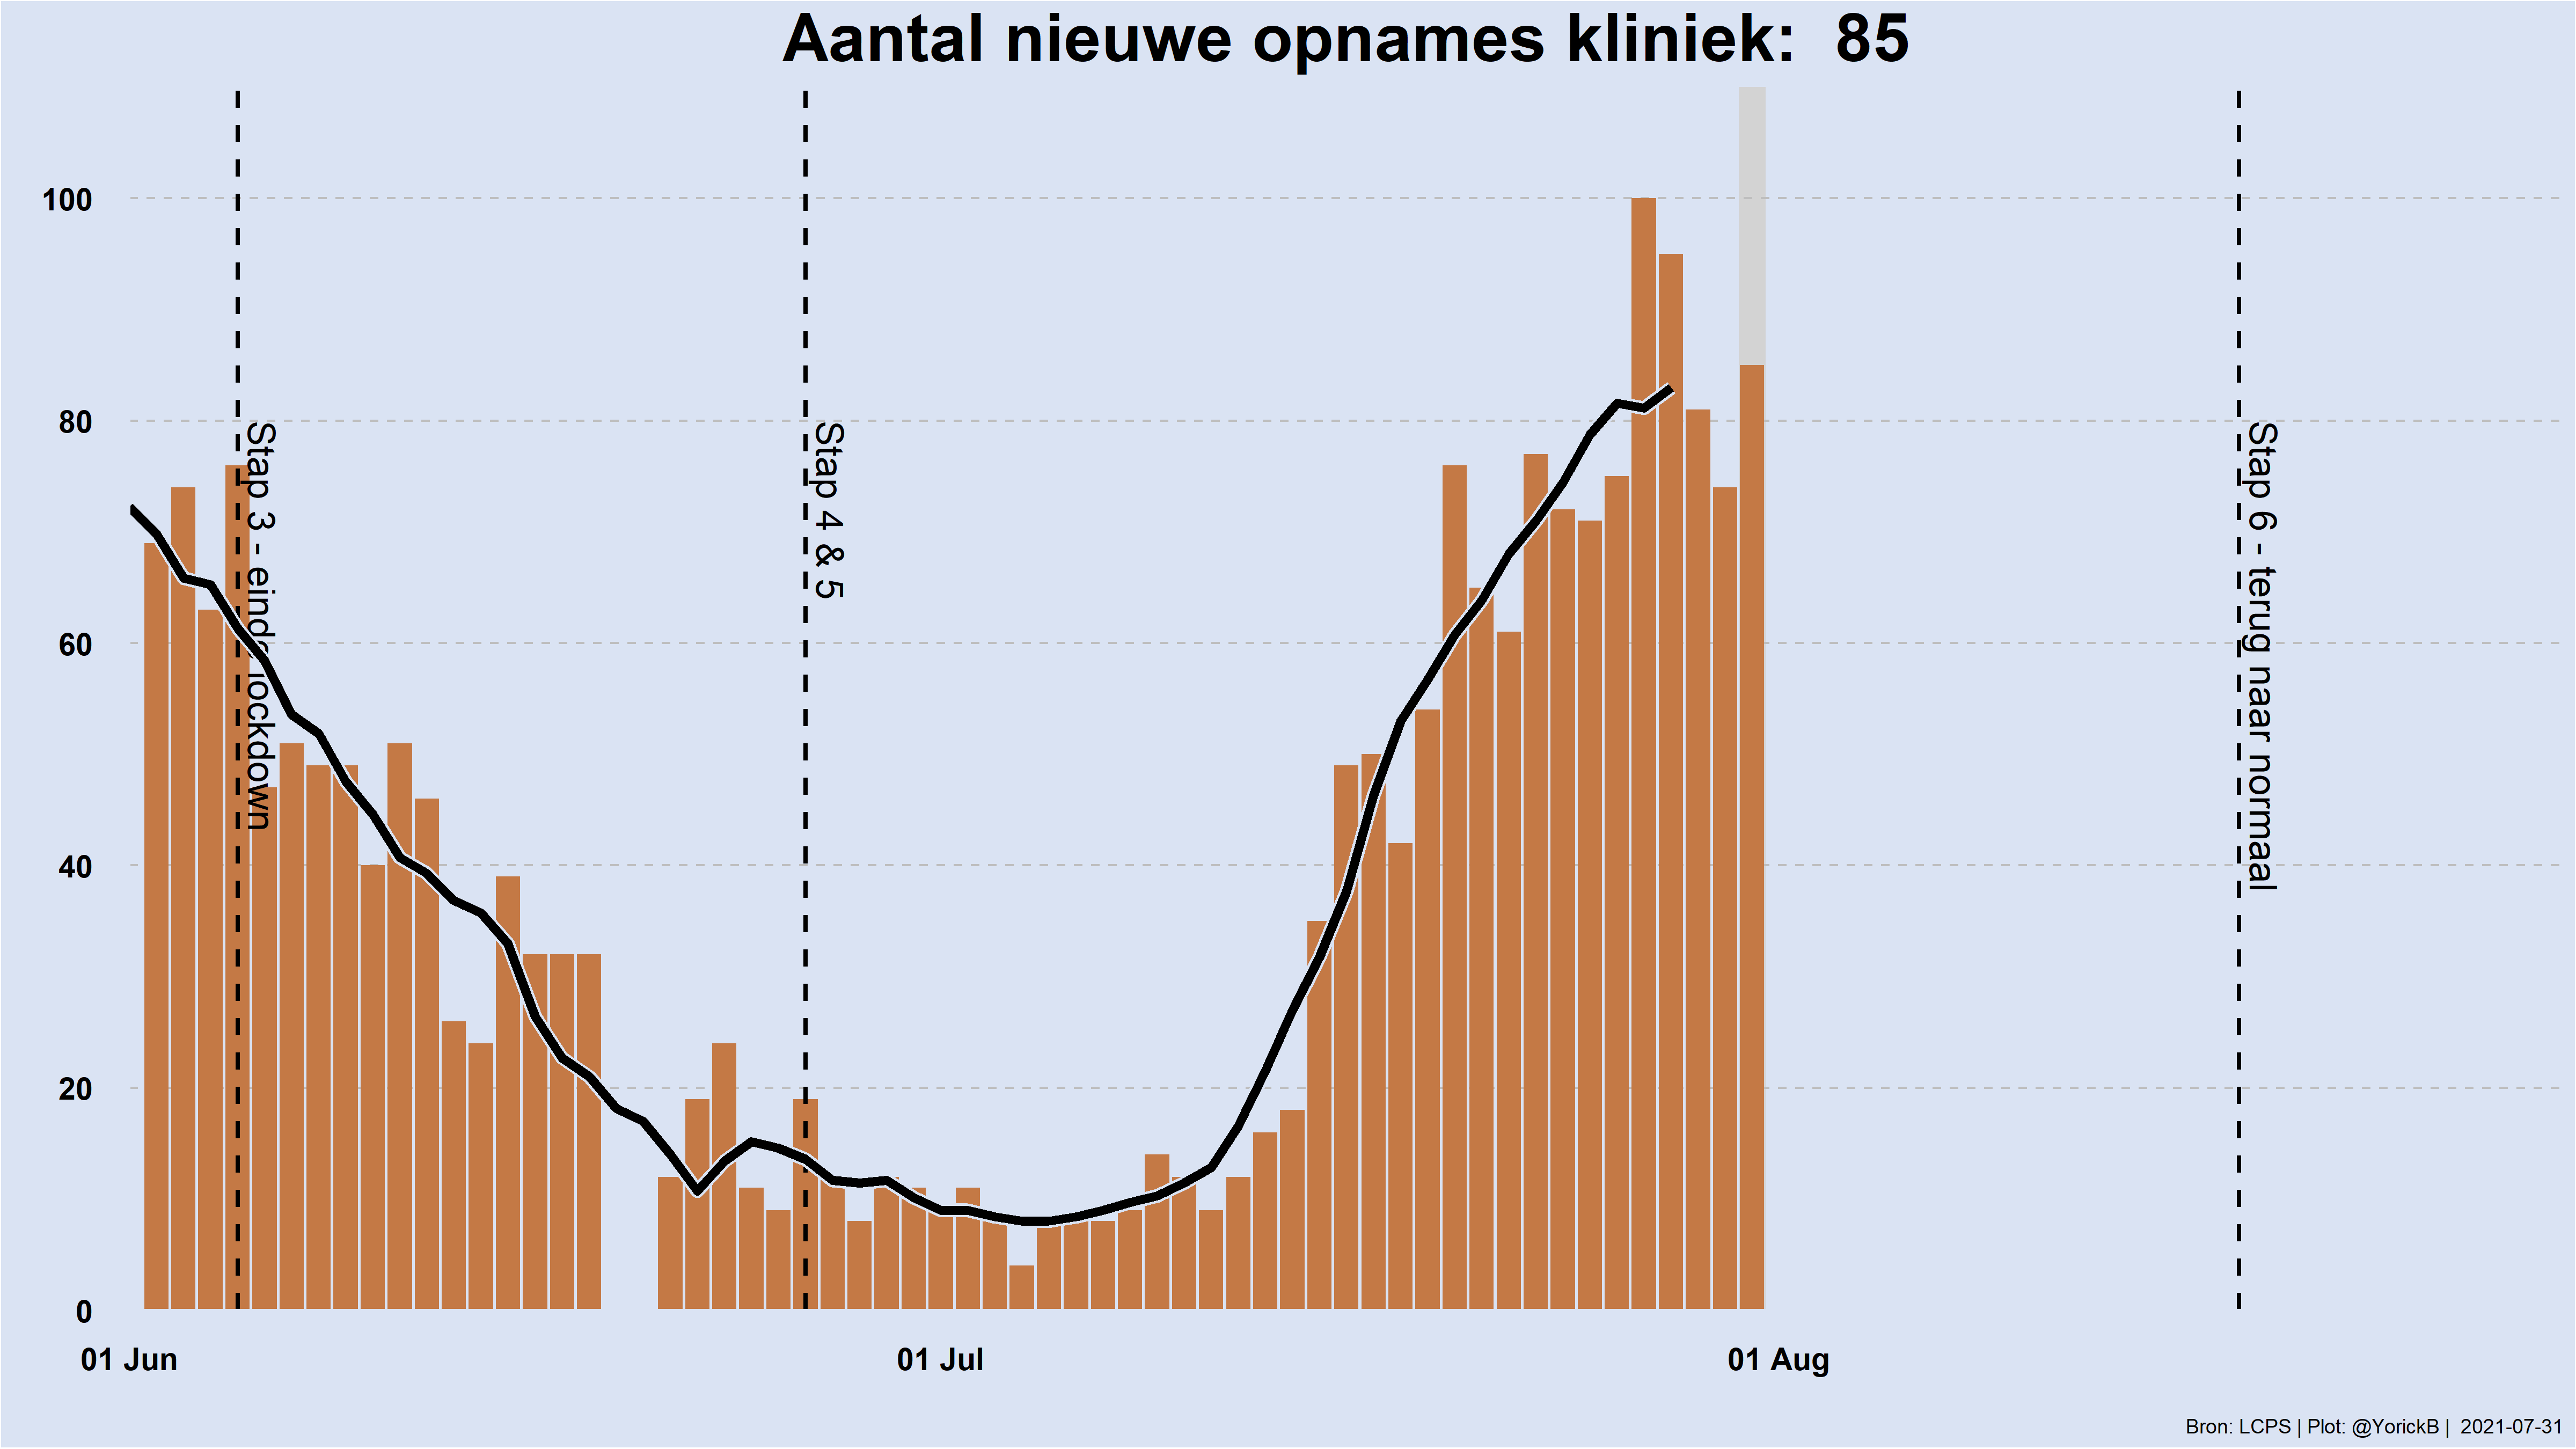 Aantal nieuwe opnames kliniek:  85
100
80
60
40
20
0
Stap 3 - einde lockdown
Stap 4 & 5
Stap 6 - terug naar normaal
01 Jun
01 Jul
01 Aug
Bron: LCPS | Plot: @YorickB |  2021-07-31